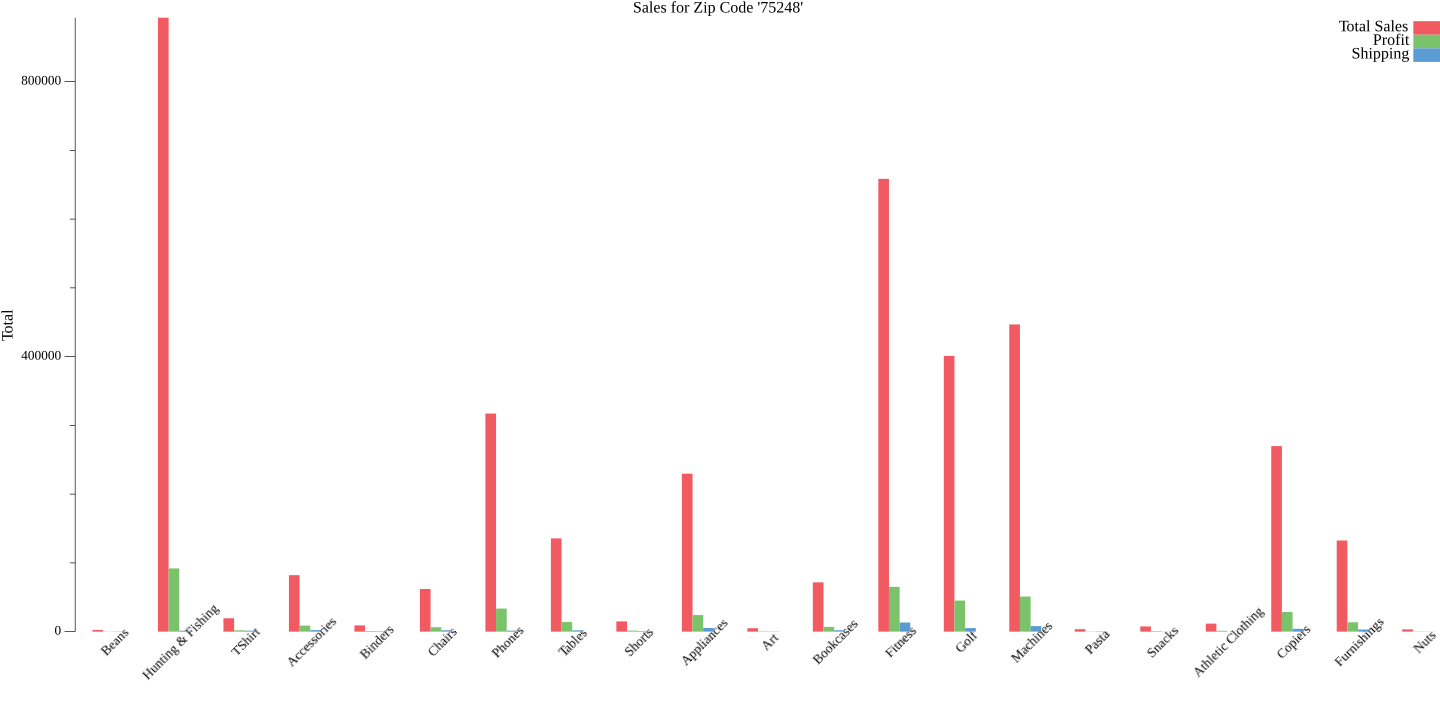 Sales for Zip Code '75248'
Total Sales
Profit
Shipping
800000
400000
0
Total
Beans
Hunting & Fishing
TShirt
Accessories
Binders
Chairs
Phones
Tables
Shorts
Appliances
Art
Bookcases
Fitness
Golf
Machines
Pasta
Snacks
Athletic Clothing
Copiers
Furnishings
Nuts